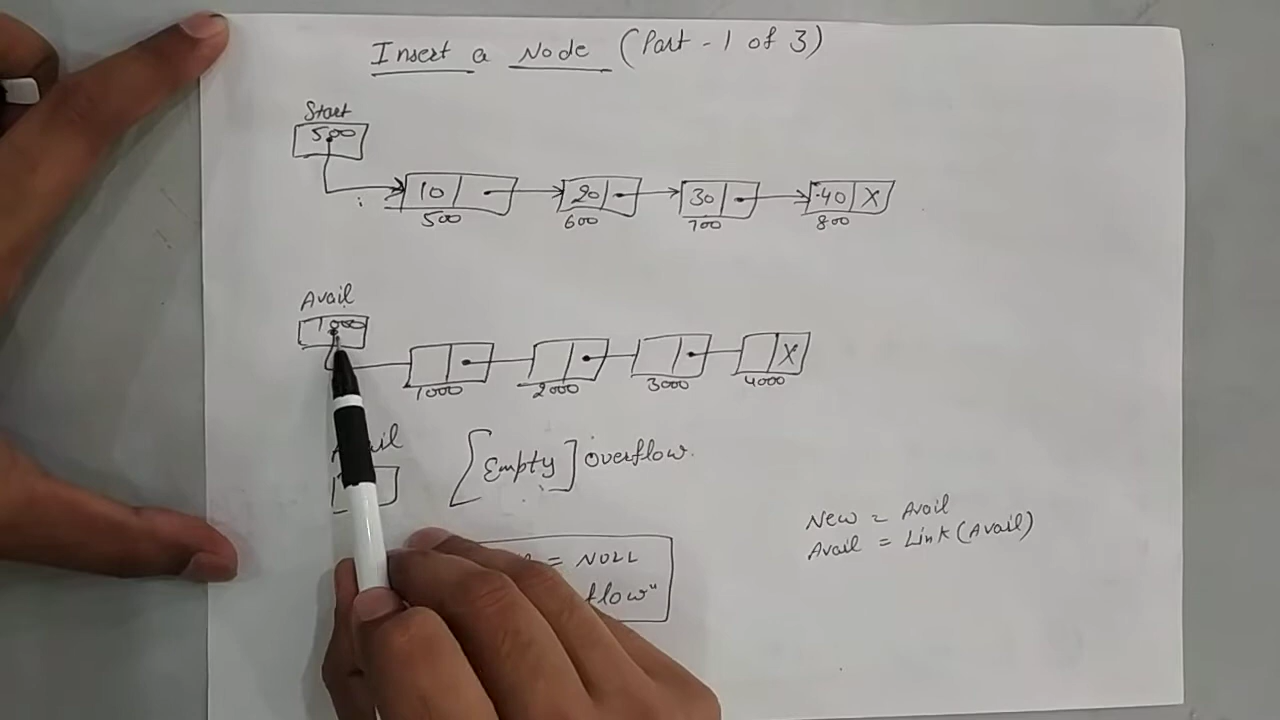 Insert a Node (Part - 1 of 3)
Start
500
10 20 30 40 X
500 600 700 800
Avail
1000
X
1000 2000 3000 4000
[Empty] overflow.
New = Avail
Avail = Link (Avail)
= NULL
flow"